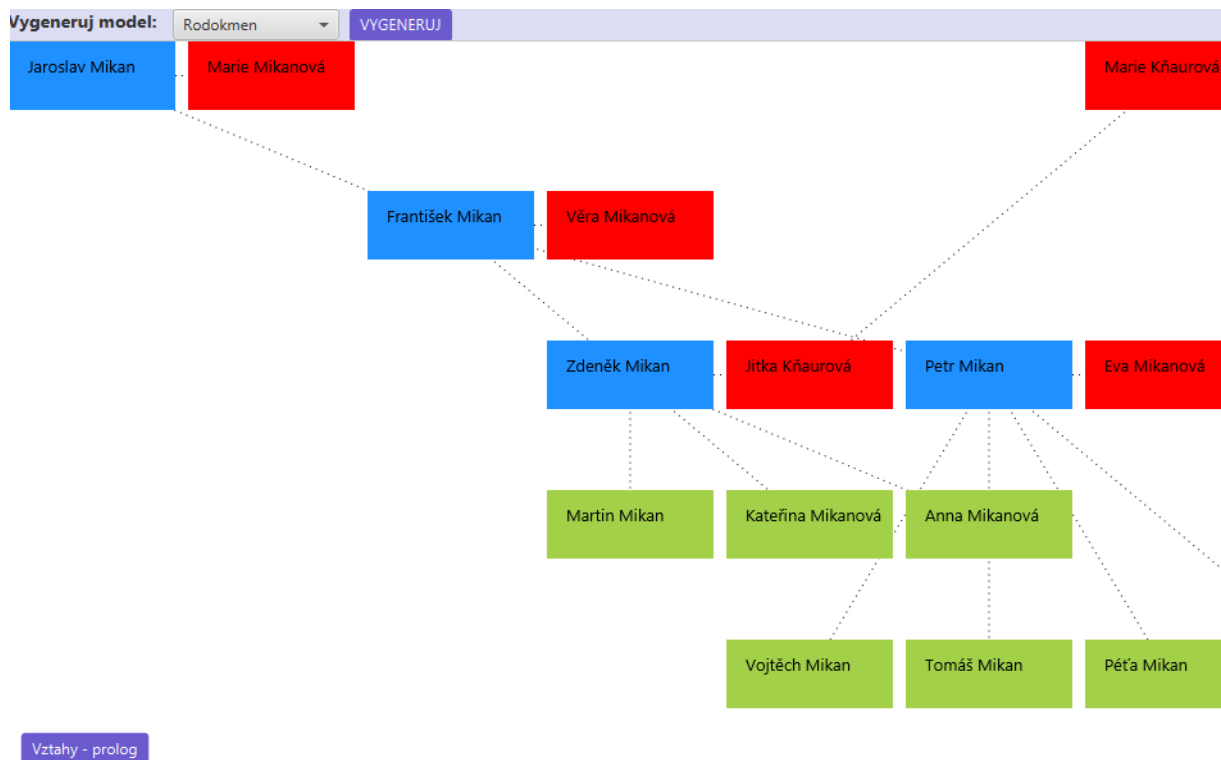 Vygeneruj model: Rodokmen VYGENERUJ
Jaroslav Mikan Marie Mikanová Marie Kňaurová
František Mikan Věra Mikanová
Zdeněk Mikan Jitka Kňaurová Petr Mikan Eva Mikanová
Martin Mikan Kateřina Mikanová Anna Mikanová
Vojtěch Mikan Tomáš Mikan Péťa Mikan
Vztahy - prolog